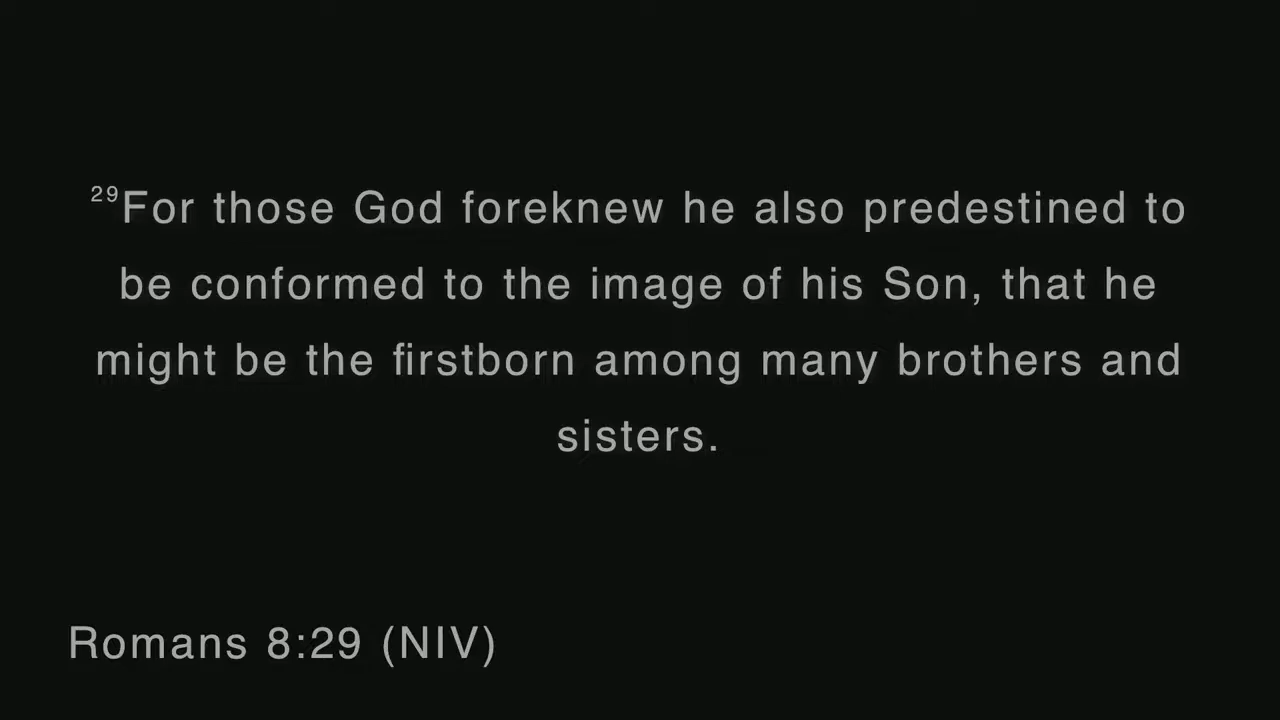 29For those God foreknew he also predestined to
be conformed to the image of his Son, that he
might be the firstborn among many brothers and
sisters.
Romans 8:29 (NIV)